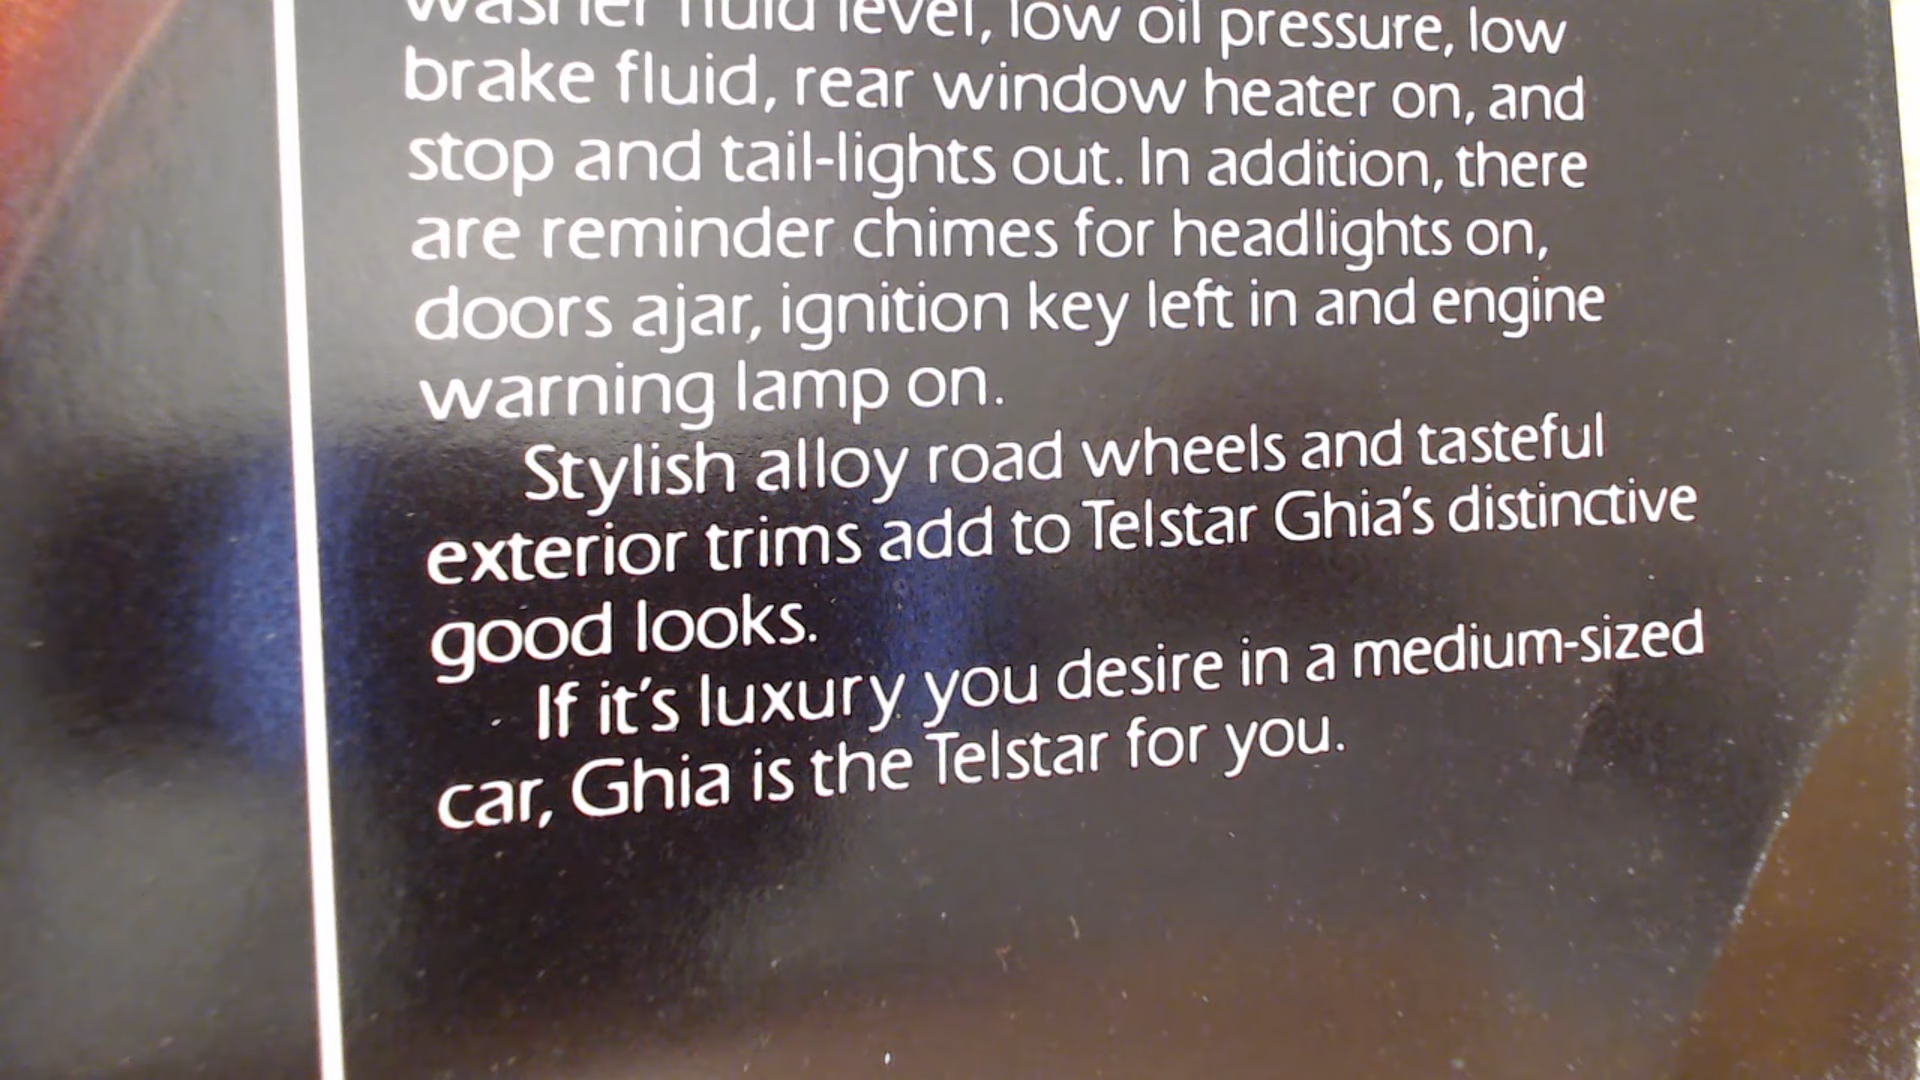 washer fluid level, low oil pressure, low
brake fluid, rear window heater on, and
stop and tail-lights out. In addition, there
are reminder chimes for headlights on,
doors ajar, ignition key left in and engine
warning lamp on.
Stylish alloy road wheels and tasteful
exterior trims add to Telstar Ghia's distinctive
good looks.
If it's luxury you desire in a medium-sized
car, Ghia is the Telstar for you.